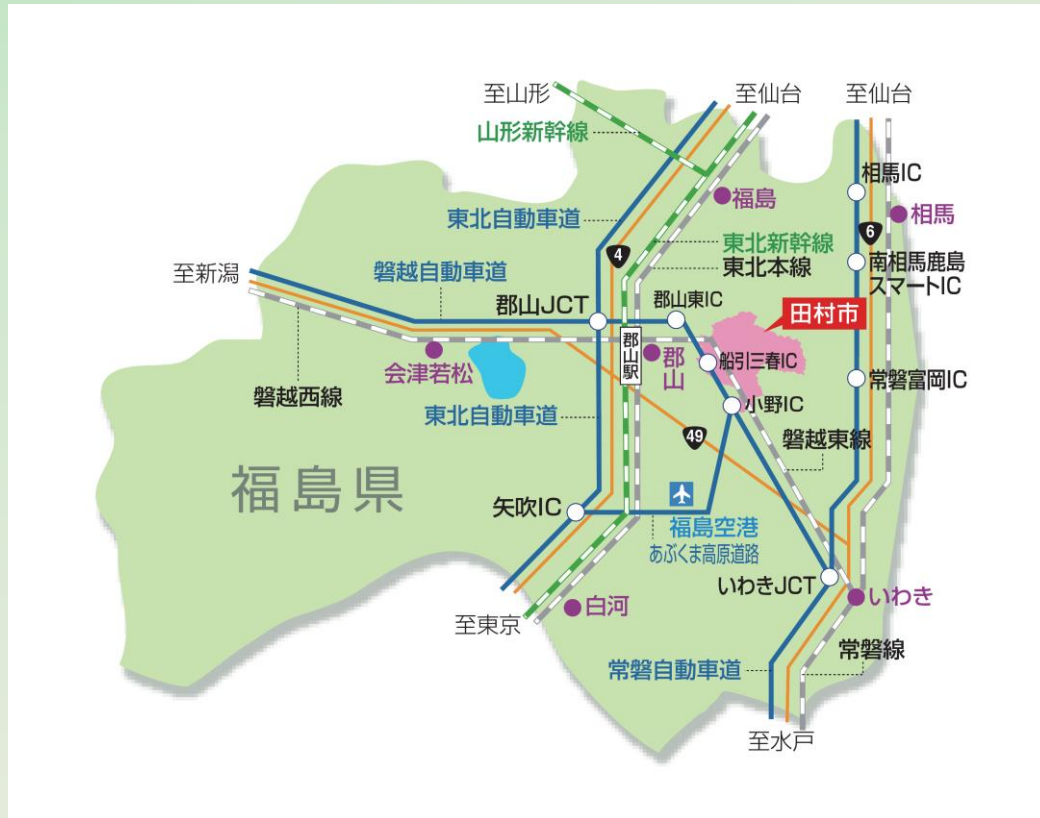 至山形
至仙台
至仙台
山形新幹線
相馬IC
福島
相馬
東北自動車道
4
6
東北新幹線
東北本線
南相馬鹿島
スマートIC
至新潟
磐越自動車道
郡山JCT
郡山東IC
田村市
郡山駅
郡山
船引三春IC
会津若松
常磐富岡IC
磐越西線
東北自動車道
小野IC
49
磐越東線
福島県
矢吹IC
福島空港
あぶくま高原道路
いわきJCT
いわき
白河
至東京
常磐線
常磐自動車道
至水戸